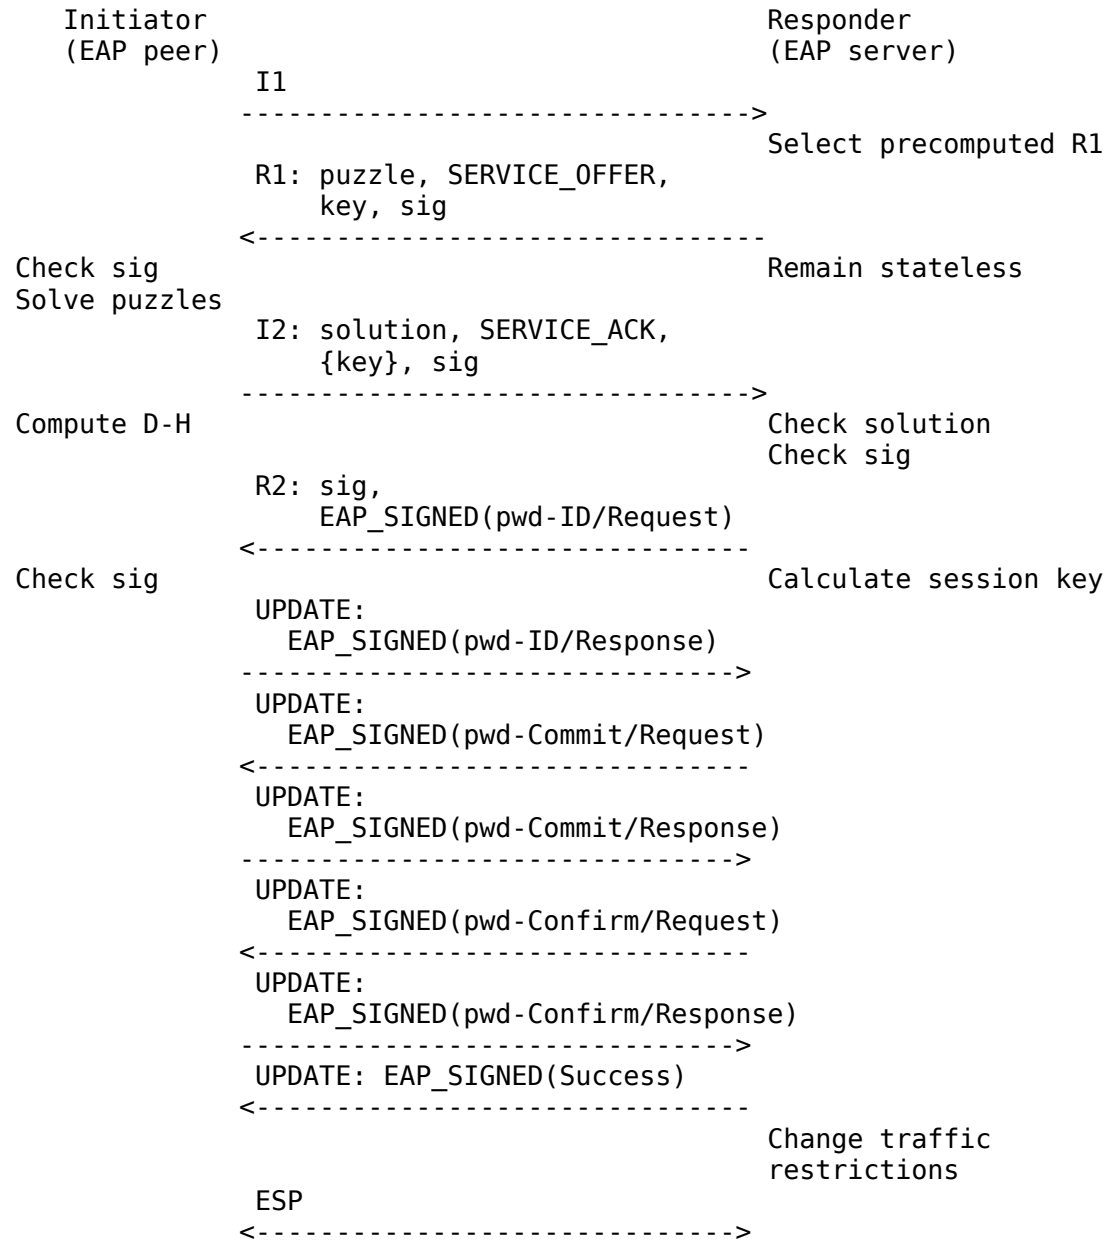 Initiator Responder
(EAP peer) (EAP server)
I1
-------------------------------->
Select precomputed R1
R1: puzzle, SERVICE_OFFER,
key, sig
<--------------------------------
Check sig Remain stateless
Solve puzzles
I2: solution, SERVICE_ACK,
{key}, sig
-------------------------------->
Compute D-H Check solution
Check sig
R2: sig,
EAP_SIGNED(pwd-ID/Request)
<-------------------------------
Check sig Calculate session key
UPDATE:
EAP_SIGNED(pwd-ID/Response)
------------------------------->
UPDATE:
EAP_SIGNED(pwd-Commit/Request)
<-------------------------------
UPDATE:
EAP_SIGNED(pwd-Commit/Response)
------------------------------->
UPDATE:
EAP_SIGNED(pwd-Confirm/Request)
<-------------------------------
UPDATE:
EAP_SIGNED(pwd-Confirm/Response)
------------------------------->
UPDATE: EAP_SIGNED(Success)
<-------------------------------
Change traffic
restrictions
ESP
<------------------------------>